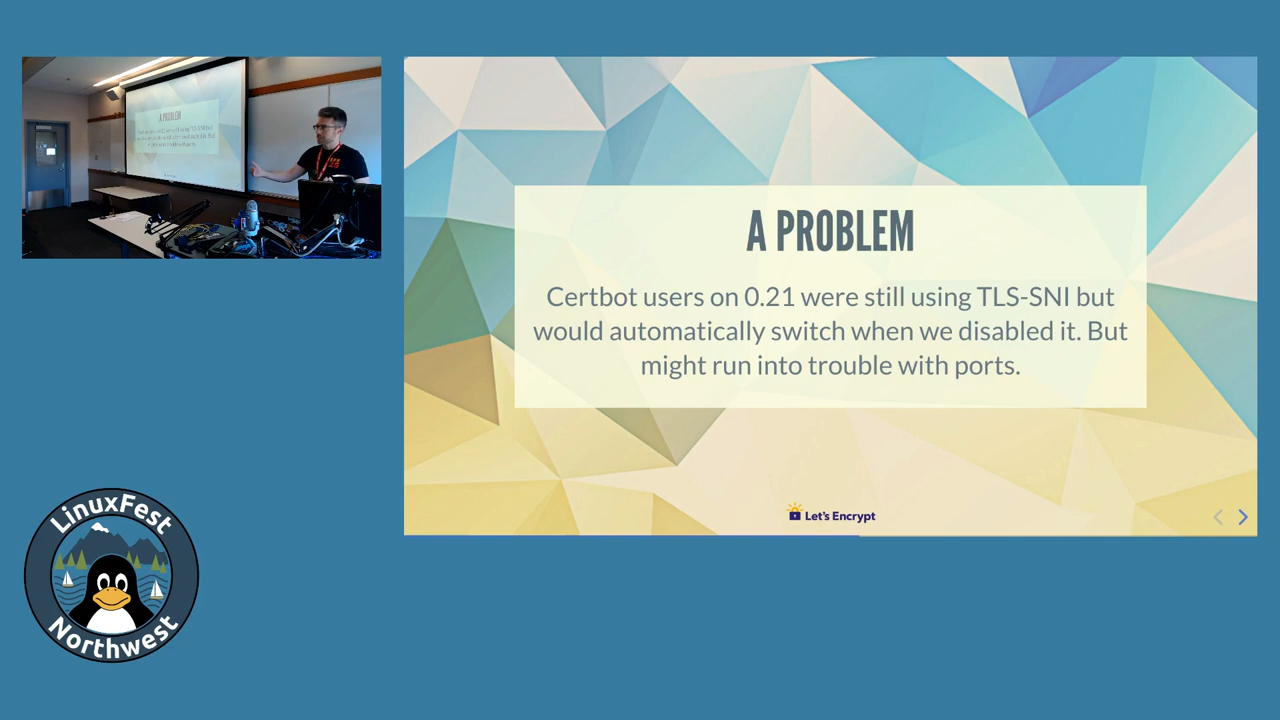 A PROBLEM
Certbot users on 0.21 were still using TLS-SNI but
would automatically switch when we disabled it. But
might run into trouble with ports.
Let's Encrypt
A PROBLEM
LinuxFest
Northwest